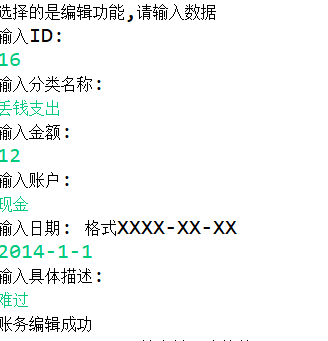 选择的是编辑功能,请输入数据
输入ID:
16
输入分类名称:
丢钱支出
输入金额:
12
输入账户:
现金
输入日期: 格式XXXX-XX-XX
2014-1-1
输入具体描述:
难过
账务编辑成功